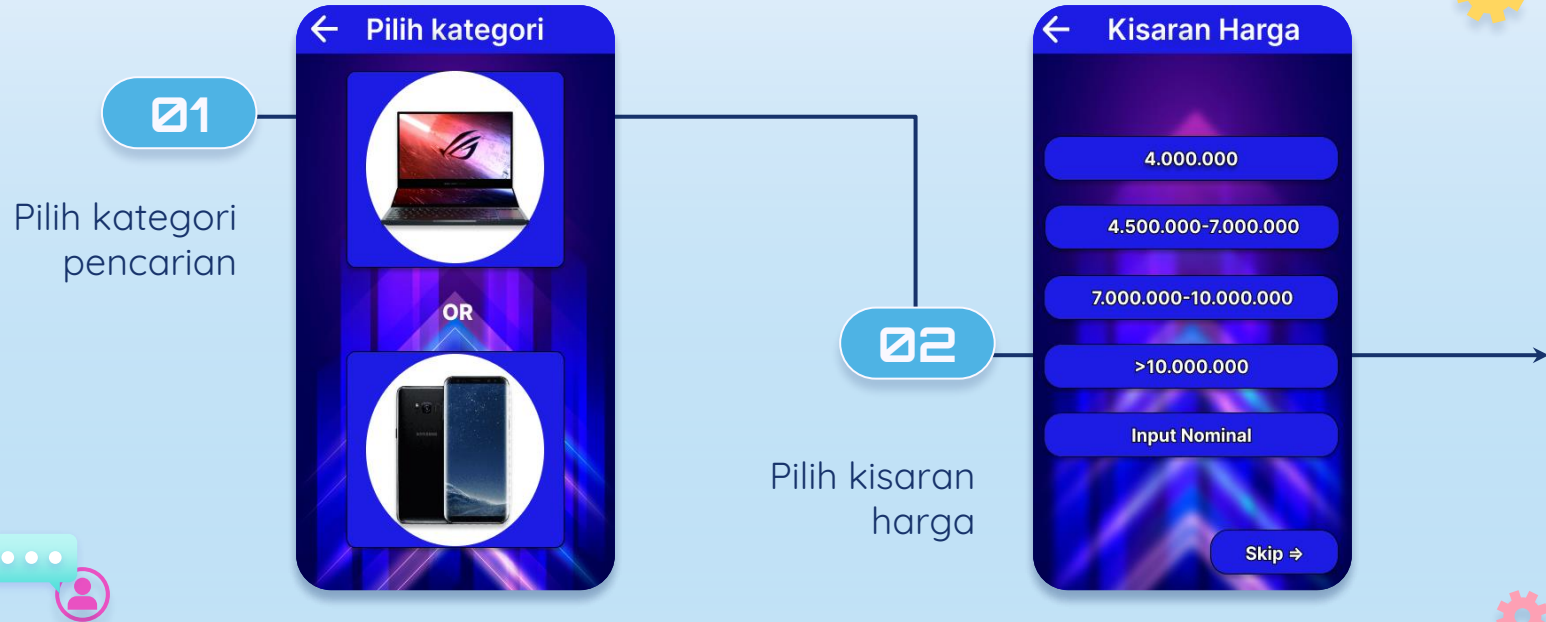 Pilih kategori
01
Pilih kategori
pencarian
OR
Kisaran Harga
4.000.000
4.500.000-7.000.000
7.000.000-10.000.000
>10.000.000
Input Nominal
Skip ⇒
02
Pilih kisaran
harga